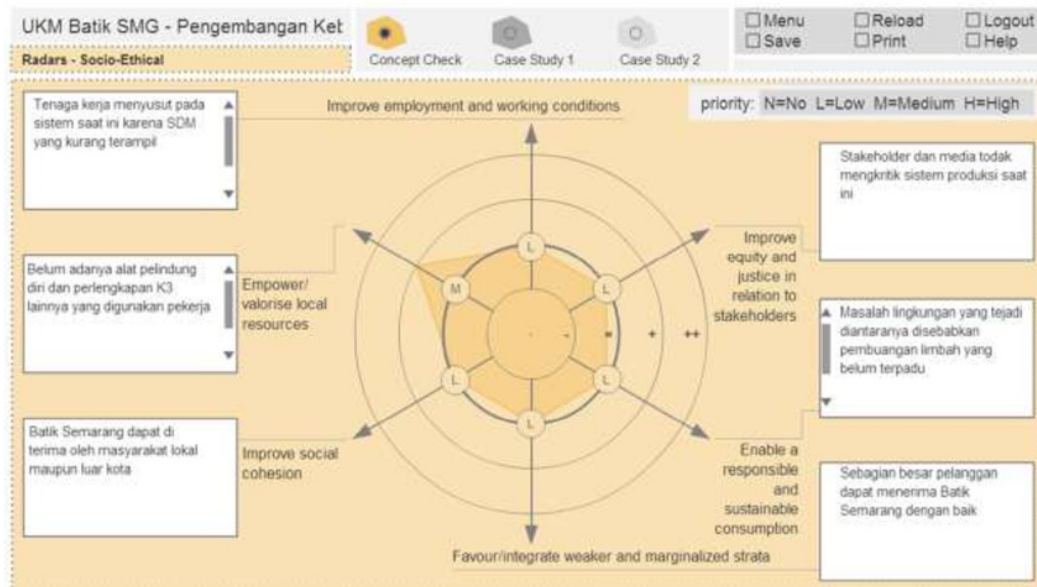 UKM Batik SMG - Pengembangan Ket
Radars - Socio-Ethical
Concept Check
Case Study 1
Case Study 2
Menu
Reload
Logout
Save
Print
Help
priority: N=No L=Low M=Medium H=High
Tenaga kerja menyusut pada
sistem saat ini karena SDM
yang kurang terampil
Improve employment and working conditions
Stakeholder dan media todak
mengkritik sistem produksi saat
ini
Belum adanya alat pelindung
diri dan perlengkapan K3
lainnya yang digunakan pekerja
Empower/
valorise local
resources
Improve
equity and
justice in
relation to
stakeholders
L
M
L
- - = + ++
L
L
L
Masalah lingkungan yang tejadi
diantaranya disebabkan
pembuangan limbah yang
belum terpadu
Batik Semarang dapat di
terima oleh masyarakat lokal
maupun luar kota
Improve social
cohesion
Enable a
responsible
and
sustainable
consumption
Sebagian besar pelanggan
dapat menerima Batik
Semarang dengan baik
Favour/integrate weaker and marginalized strata